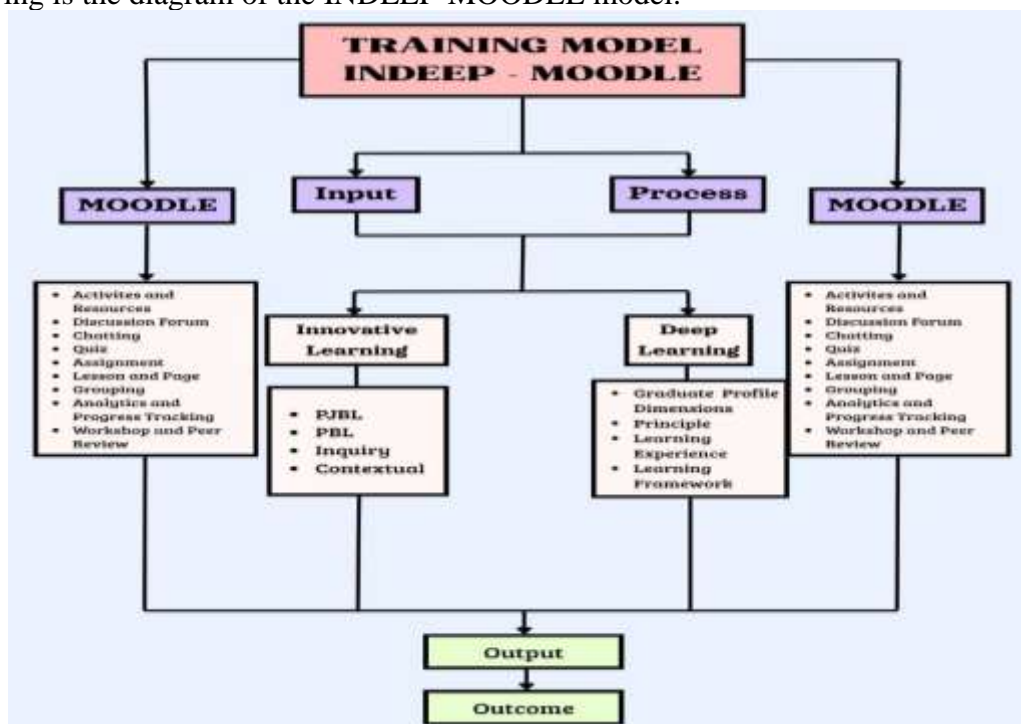 ing is the diagram of the INDEEP-MOODLE model.
TRAINING MODEL
INDEEP - MOODLE
MOODLE
Input
Process
MOODLE
• Activites and
Resources
• Discussion Forum
• Chatting
• Quiz
• Assignment
• Lesson and Page
• Grouping
• Analytics and
Progress Tracking
• Workshop and Peer
Review
Innovative
Learning
• PJBL
• PBL
• Inquiry
• Contextual
Deep
Learning
• Graduate Profile
Dimensions
• Principle
• Learning
Experience
• Learning
Framework
• Activites and
Resources
• Discussion Forum
• Chatting
• Quiz
• Assignment
• Lesson and Page
• Grouping
• Analytics and
Progress Tracking
• Workshop and Peer
Review
Output
Outcome